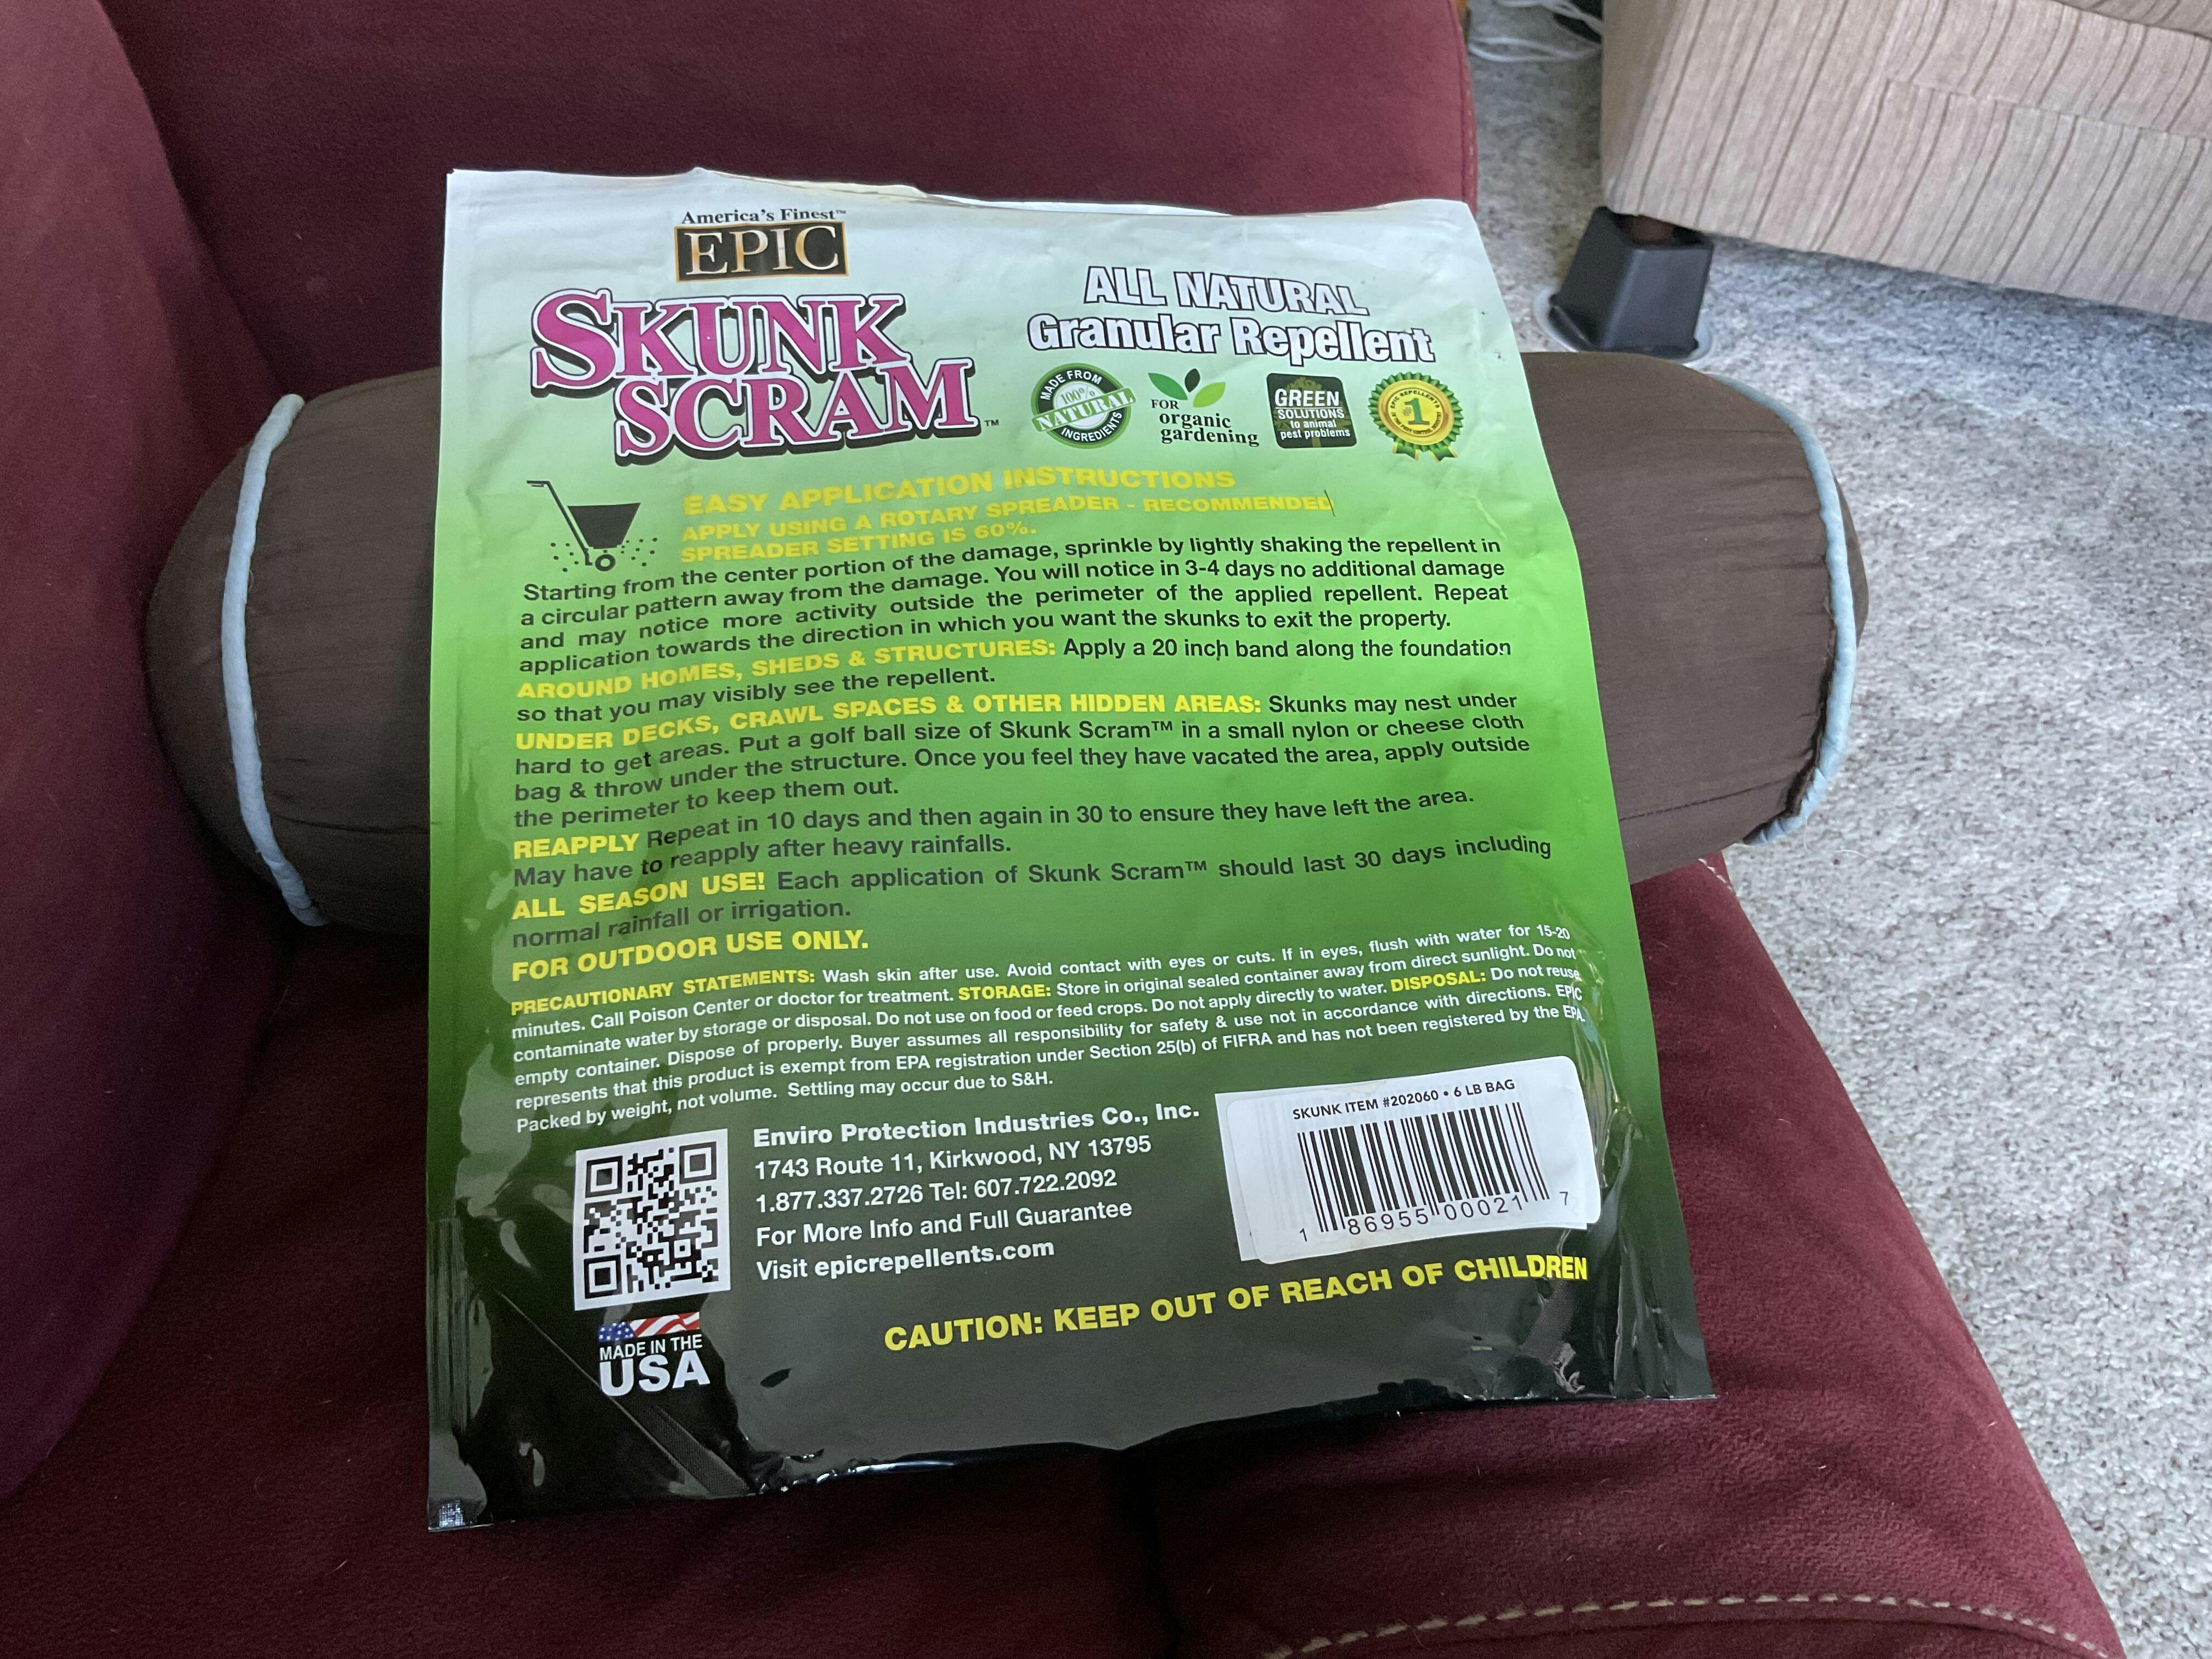 America's Finest™
EPIC
SKUNK
SCRAM™
ALL NATURAL
Granular Repellent
MADE FROM
100%
NATURAL
INGREDIENTS
FOR
organic
gardening
GREEN
SOLUTIONS
to animal
pest problems
EPIC REPELLENTS
#1
EASY APPLICATION INSTRUCTIONS
APPLY USING A ROTARY SPREADER - RECOMMENDED
SPREADER SETTING IS 60%.
Starting from the center portion of the damage, sprinkle by lightly shaking the repellent in
a circular pattern away from the damage. You will notice in 3-4 days no additional damage
and may notice more activity outside the perimeter of the applied repellent. Repeat
application towards the direction in which you want the skunks to exit the property.
AROUND HOMES, SHEDS & STRUCTURES: Apply a 20 inch band along the foundation
so that you may visibly see the repellent.
UNDER DECKS, CRAWL SPACES & OTHER HIDDEN AREAS: Skunks may nest under
hard to get areas. Put a golf ball size of Skunk Scram™ in a small nylon or cheese cloth
bag & throw under the structure. Once you feel they have vacated the area, apply outside
the perimeter to keep them out.
REAPPLY Repeat in 10 days and then again in 30 to ensure they have left the area.
May have to reapply after heavy rainfalls.
ALL SEASON USE! Each application of Skunk Scram™ should last 30 days including
normal rainfall or irrigation.
FOR OUTDOOR USE ONLY.
PRECAUTIONARY STATEMENTS: Wash skin after use. Avoid contact with eyes or cuts. If in eyes, flush with water for 15-20
minutes. Call Poison Center or doctor for treatment. STORAGE: Store in original sealed container away from direct sunlight. Do not
contaminate water by storage or disposal. Do not use on food or feed crops. Do not apply directly to water. DISPOSAL: Do not reuse
empty container. Dispose of properly. Buyer assumes all responsibility for safety & use not in accordance with directions. EPIC
represents that this product is exempt from EPA registration under Section 25(b) of FIFRA and has not been registered by the EPA.
Packed by weight, not volume. Settling may occur due to S&H.
Enviro Protection Industries Co., Inc.
1743 Route 11, Kirkwood, NY 13795
1.877.337.2726 Tel: 607.722.2092
For More Info and Full Guarantee
Visit epicrepellents.com
SKUNK ITEM #202060 • 6 LB BAG
1 86955 00021 7
MADE IN THE
USA
CAUTION: KEEP OUT OF REACH OF CHILDREN